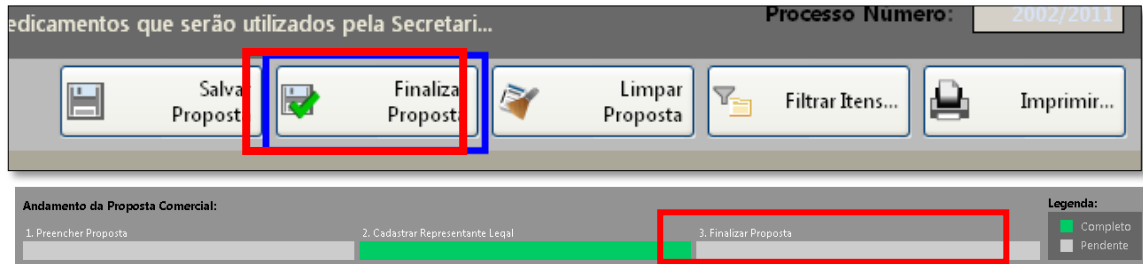 edicamentos que serão utilizados pela Secretari...
Processo Número: 2002/2011
Salva
Propost
Finaliza
Proposta
Limpar
Proposta
Filtrar Itens...
Imprimir...
Andamento da Proposta Comercial:
Legenda:
1. Preencher Proposta
2. Cadastrar Representante Legal
3. Finalizar Proposta
Completo
Pendente